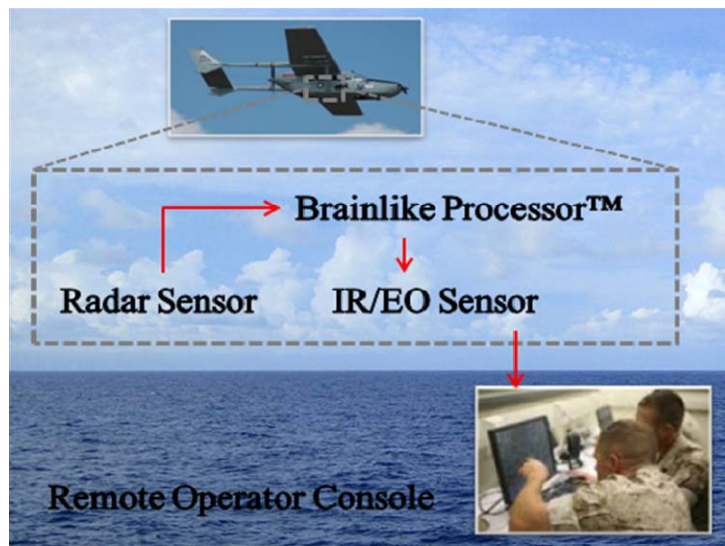 Brainlike Processor™
Radar Sensor
IR/EO Sensor
Remote Operator Console